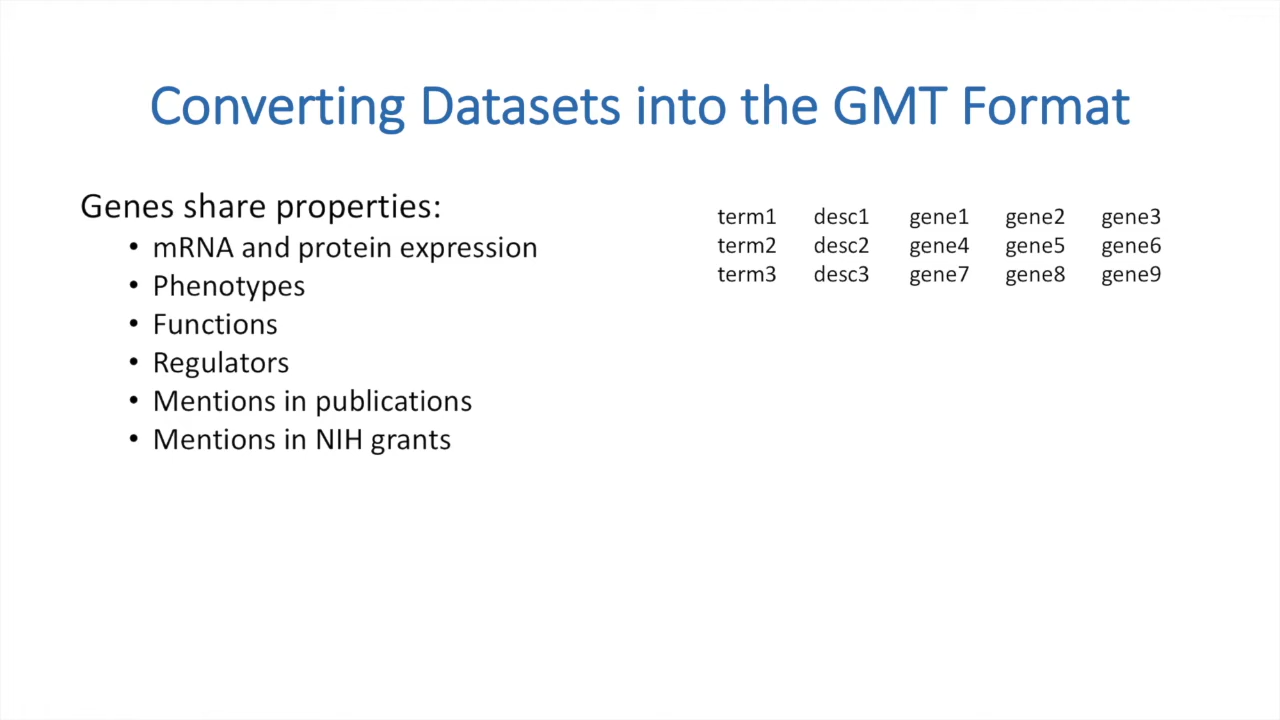 Converting Datasets into the GMT Format
Genes share properties:
• mRNA and protein expression
• Phenotypes
• Functions
• Regulators
• Mentions in publications
• Mentions in NIH grants
term1 desc1 gene1 gene2 gene3
term2 desc2 gene4 gene5 gene6
term3 desc3 gene7 gene8 gene9